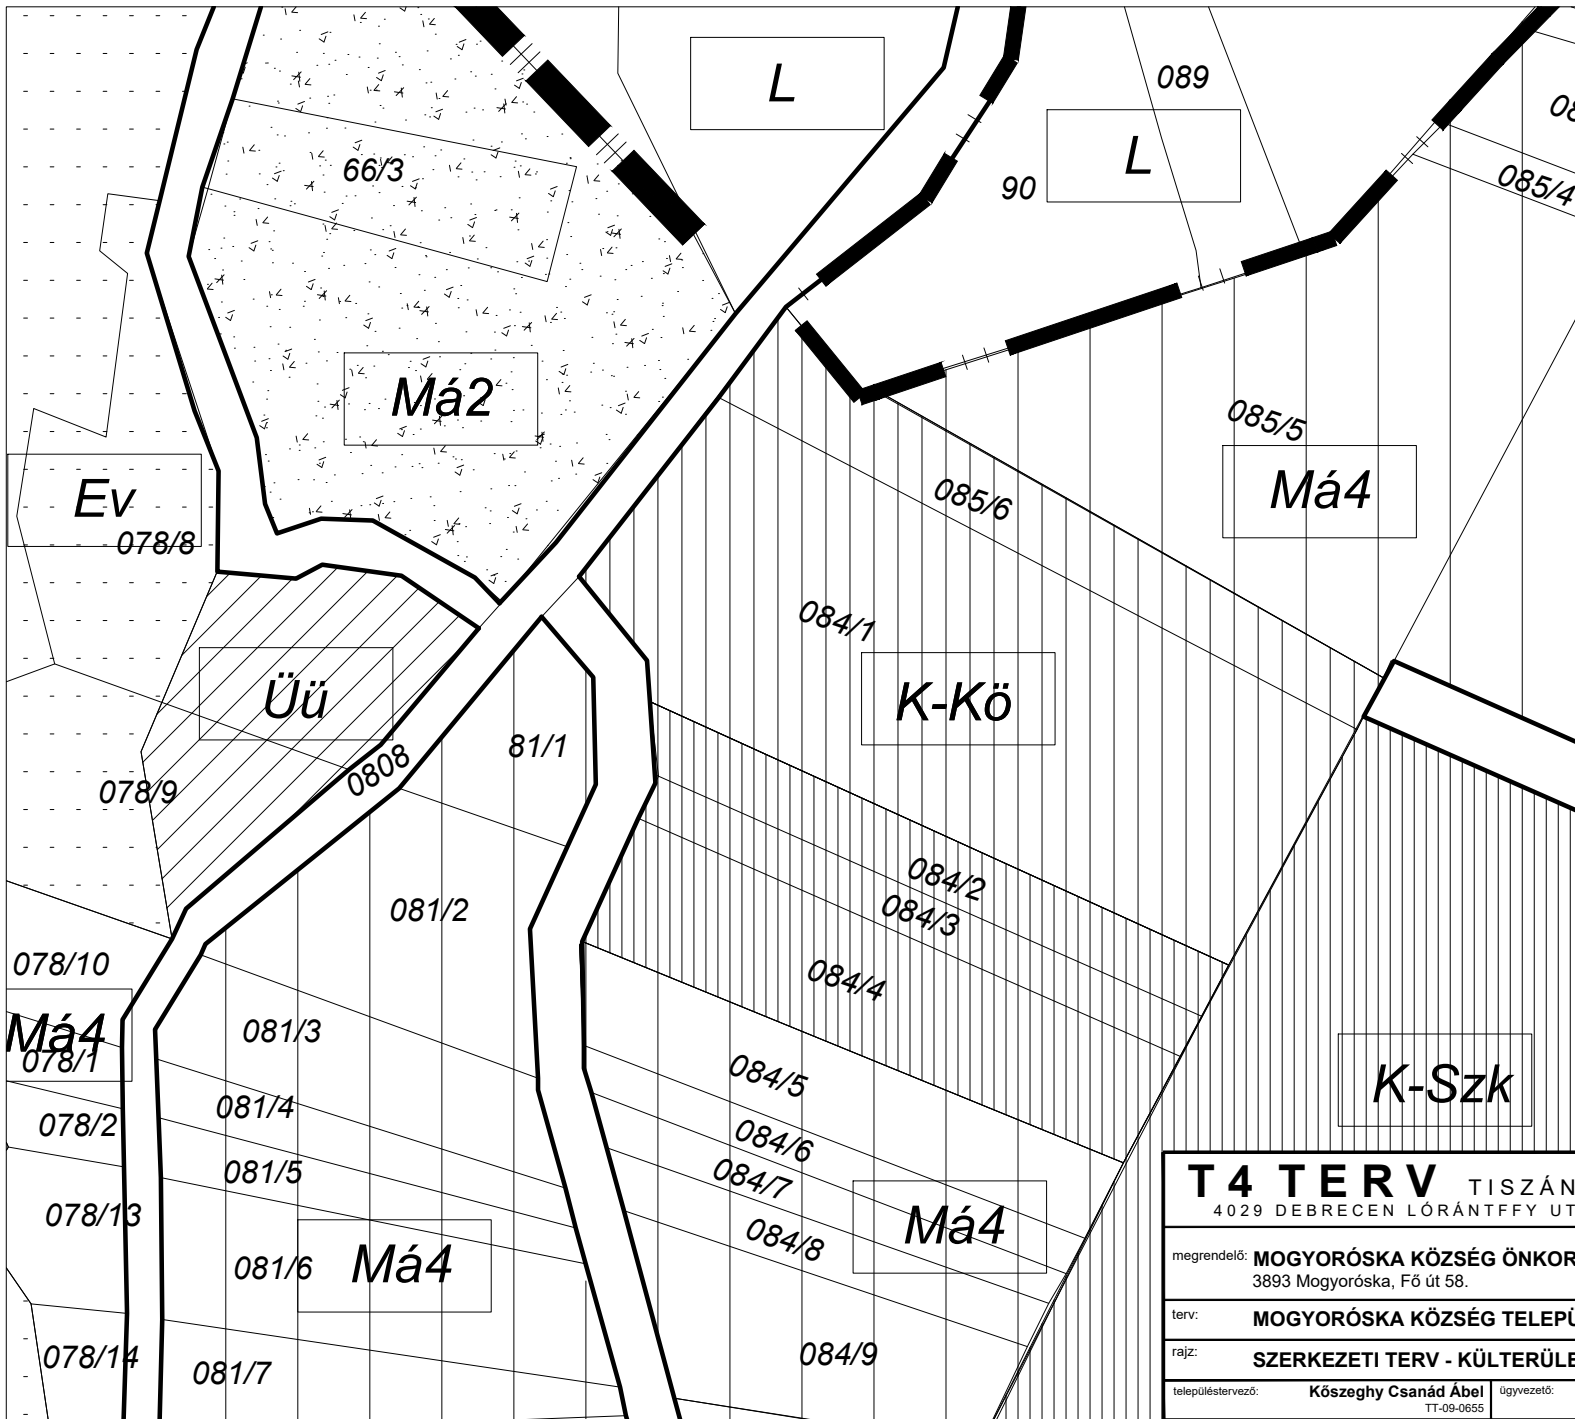 L
089
08
66/3
L
90
085/4
Má2
085/5
Má4
Ev
085/6
078/8
084/1
Üü
K-Kö
81/1
0808
078/9
084/2
081/2
084/3
078/10
084/4
Má4
081/3
078/1
084/5
K-Szk
081/4
078/2
084/6
081/5
084/7
078/13
Má4
084/8
081/6
Má4
084/9
078/14
081/7
T4 TERV TISZÁN
4029 DEBRECEN LÓRÁNTFFY UT
megrendelő: MOGYORÓSKA KÖZSÉG ÖNKOR
3893 Mogyoróska, Fő út 58.
terv: MOGYORÓSKA KÖZSÉG TELEPÜ
rajz: SZERKEZETI TERV - KÜLTERÜLE
településtervező: Kőszeghy Csanád Ábel ügyvezető:
TT-09-0655